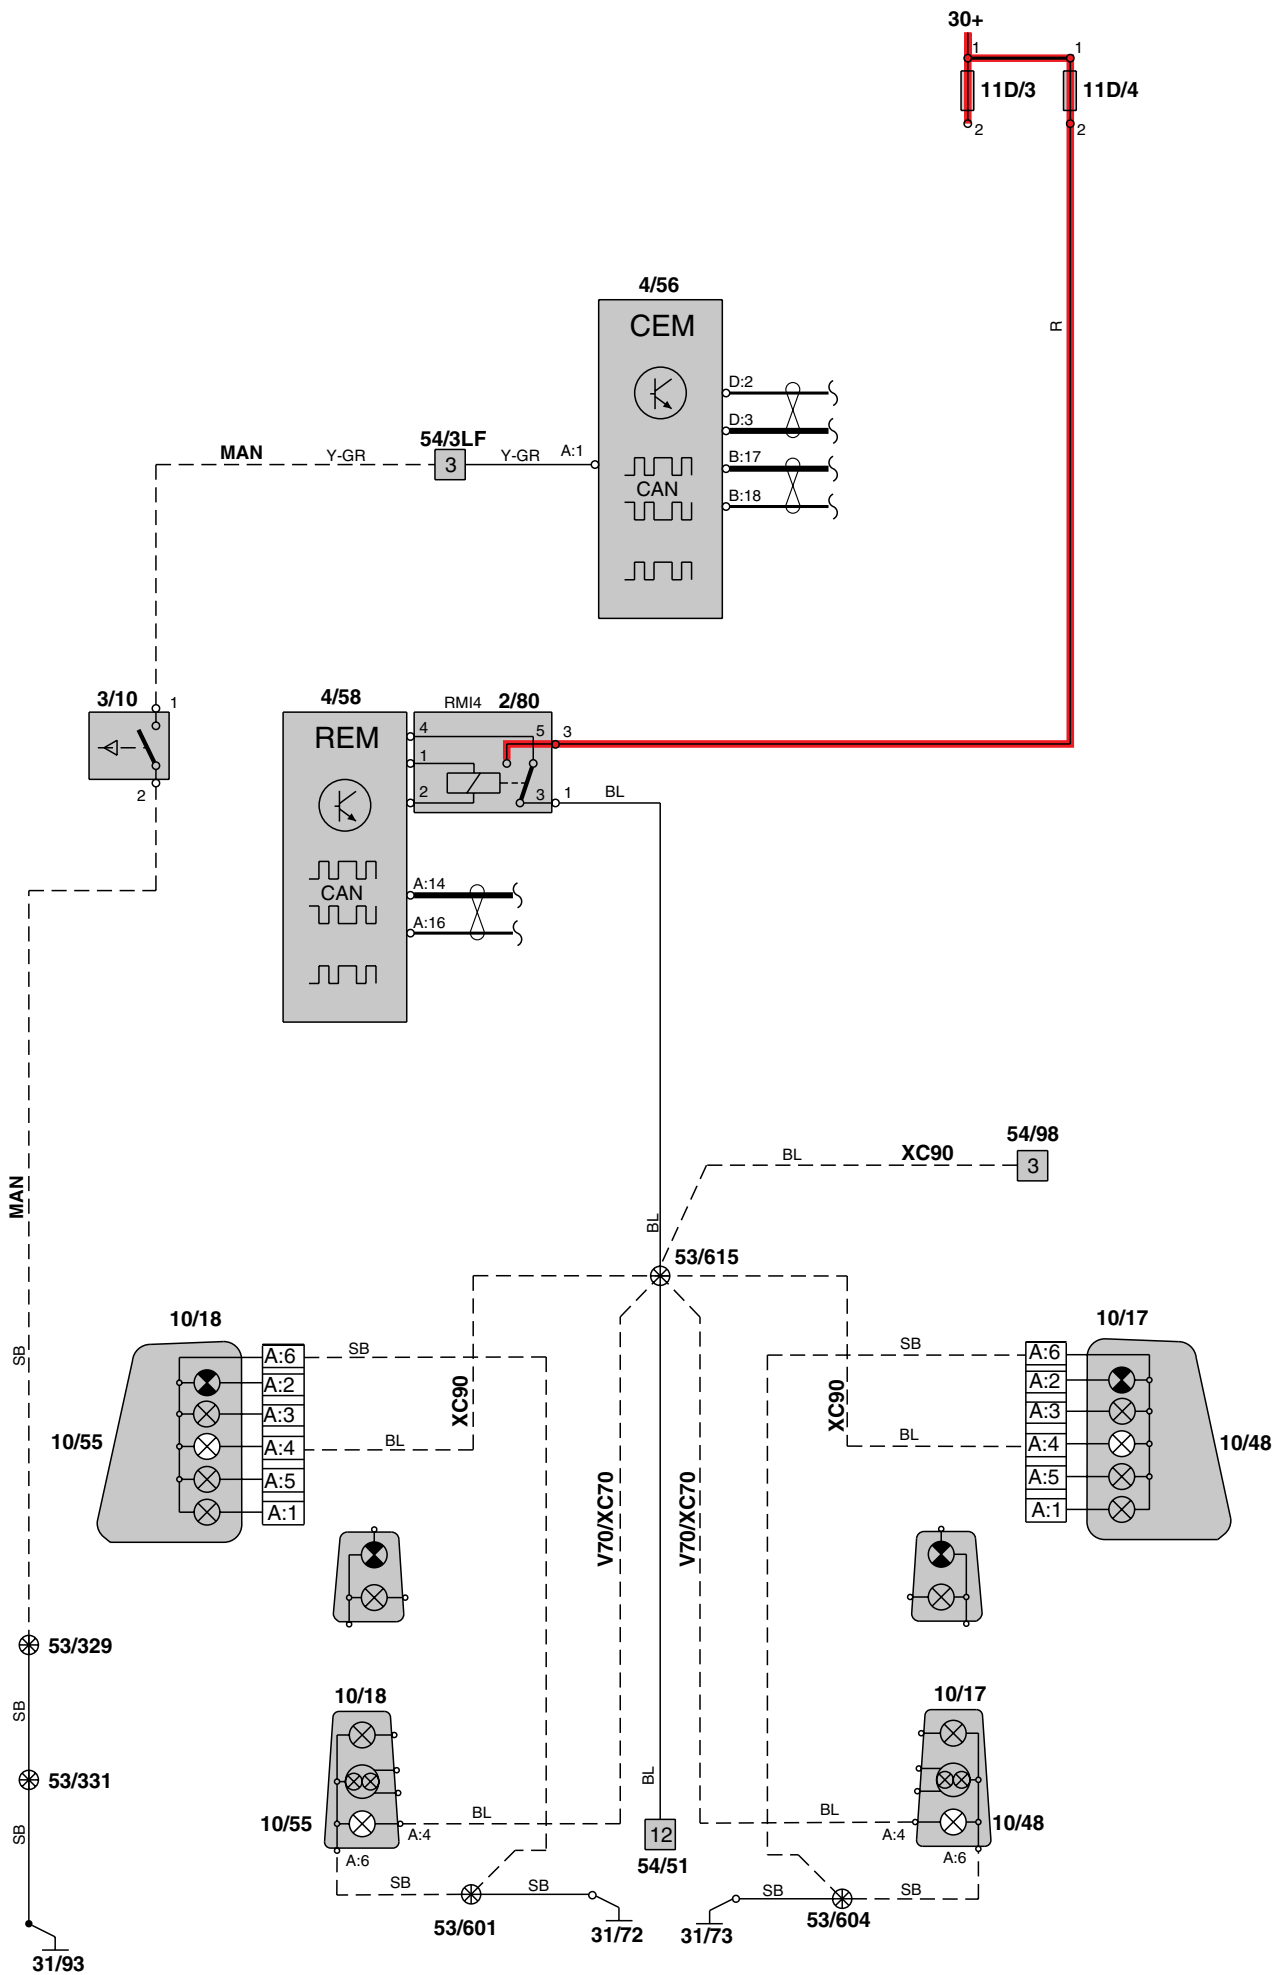 30+
1
1
11D/3
11D/4
2
2
R
4/56
CEM
D:2
D:3
B:17
B:18
CAN
A:1
MAN
Y-GR
54/3LF
3
Y-GR
3/10
1
2
4/58
REM
CAN
A:14
A:16
RMI4
2/80
4
5
3
1
2
3
1
BL
MAN
SB
54/98
3
BL
XC90
BL
53/615
10/18
10/55
A:6
A:2
A:3
A:4
A:5
A:1
SB
BL
XC90
V70/XC70
V70/XC70
XC90
SB
BL
10/17
10/48
A:6
A:2
A:3
A:4
A:5
A:1
53/329
SB
53/331
SB
31/93
10/18
10/55
A:4
A:6
BL
SB
53/601
SB
31/72
BL
12
54/51
10/17
10/48
A:4
A:6
BL
SB
53/604
SB
31/73